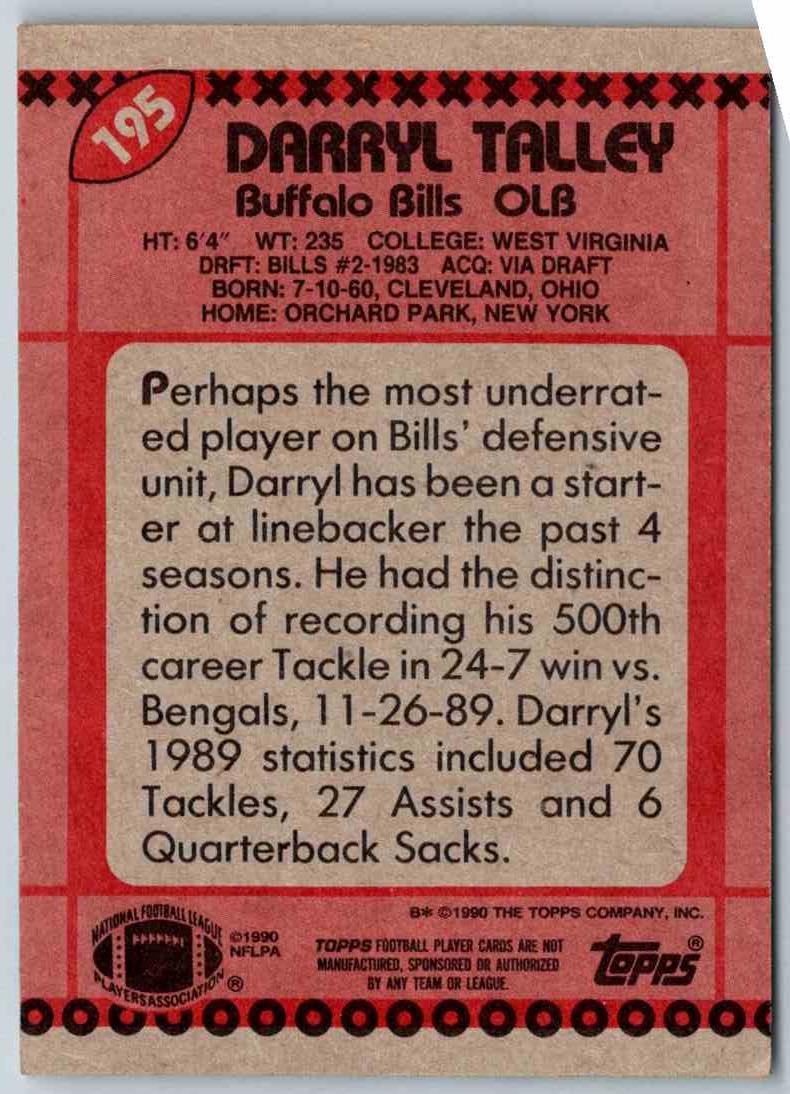 195
DARRYL TALLEY
Buffalo Bills OLB
HT: 6'4" WT: 235 COLLEGE: WEST VIRGINIA
DRFT: BILLS #2-1983 ACQ: VIA DRAFT
BORN: 7-10-60, CLEVELAND, OHIO
HOME: ORCHARD PARK, NEW YORK
Perhaps the most underrat-
ed player on Bills' defensive
unit, Darryl has been a start-
er at linebacker the past 4
seasons. He had the distinc-
tion of recording his 500th
career Tackle in 24-7 win vs.
Bengals, 11-26-89. Darryl's
1989 statistics included 70
Tackles, 27 Assists and 6
Quarterback Sacks.
B* ©1990 THE TOPPS COMPANY, INC.
NATIONAL FOOTBALL LEAGUE
PLAYERS ASSOCIATION ®
©1990
NFLPA
TOPPS FOOTBALL PLAYER CARDS ARE NOT
MANUFACTURED, SPONSORED OR AUTHORIZED
BY ANY TEAM OR LEAGUE.
topps®